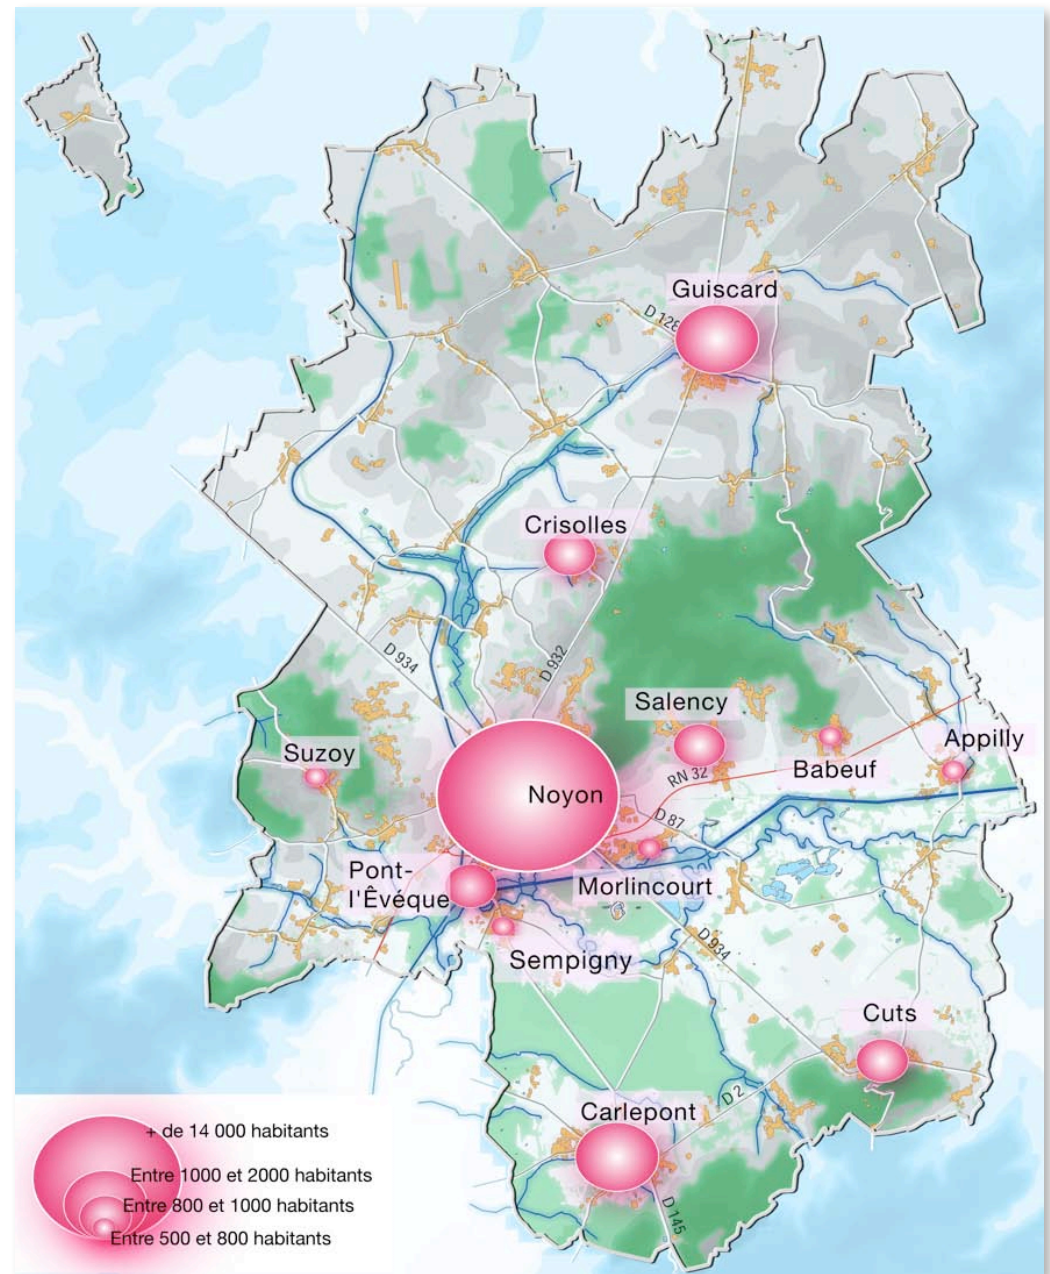 Guiscard
D 128
Crisolles
D 934
D 932
Salency
Suzoy
Appilly
Babeuf
RN 32
Noyon
D 87
Pont-
l'Êvéque
Morlincourt
D 934
Sempigny
Cuts
D 2
Carlepont
D 145
+ de 14 000 habitants
Entre 1000 et 2000 habitants
Entre 800 et 1000 habitants
Entre 500 et 800 habitants